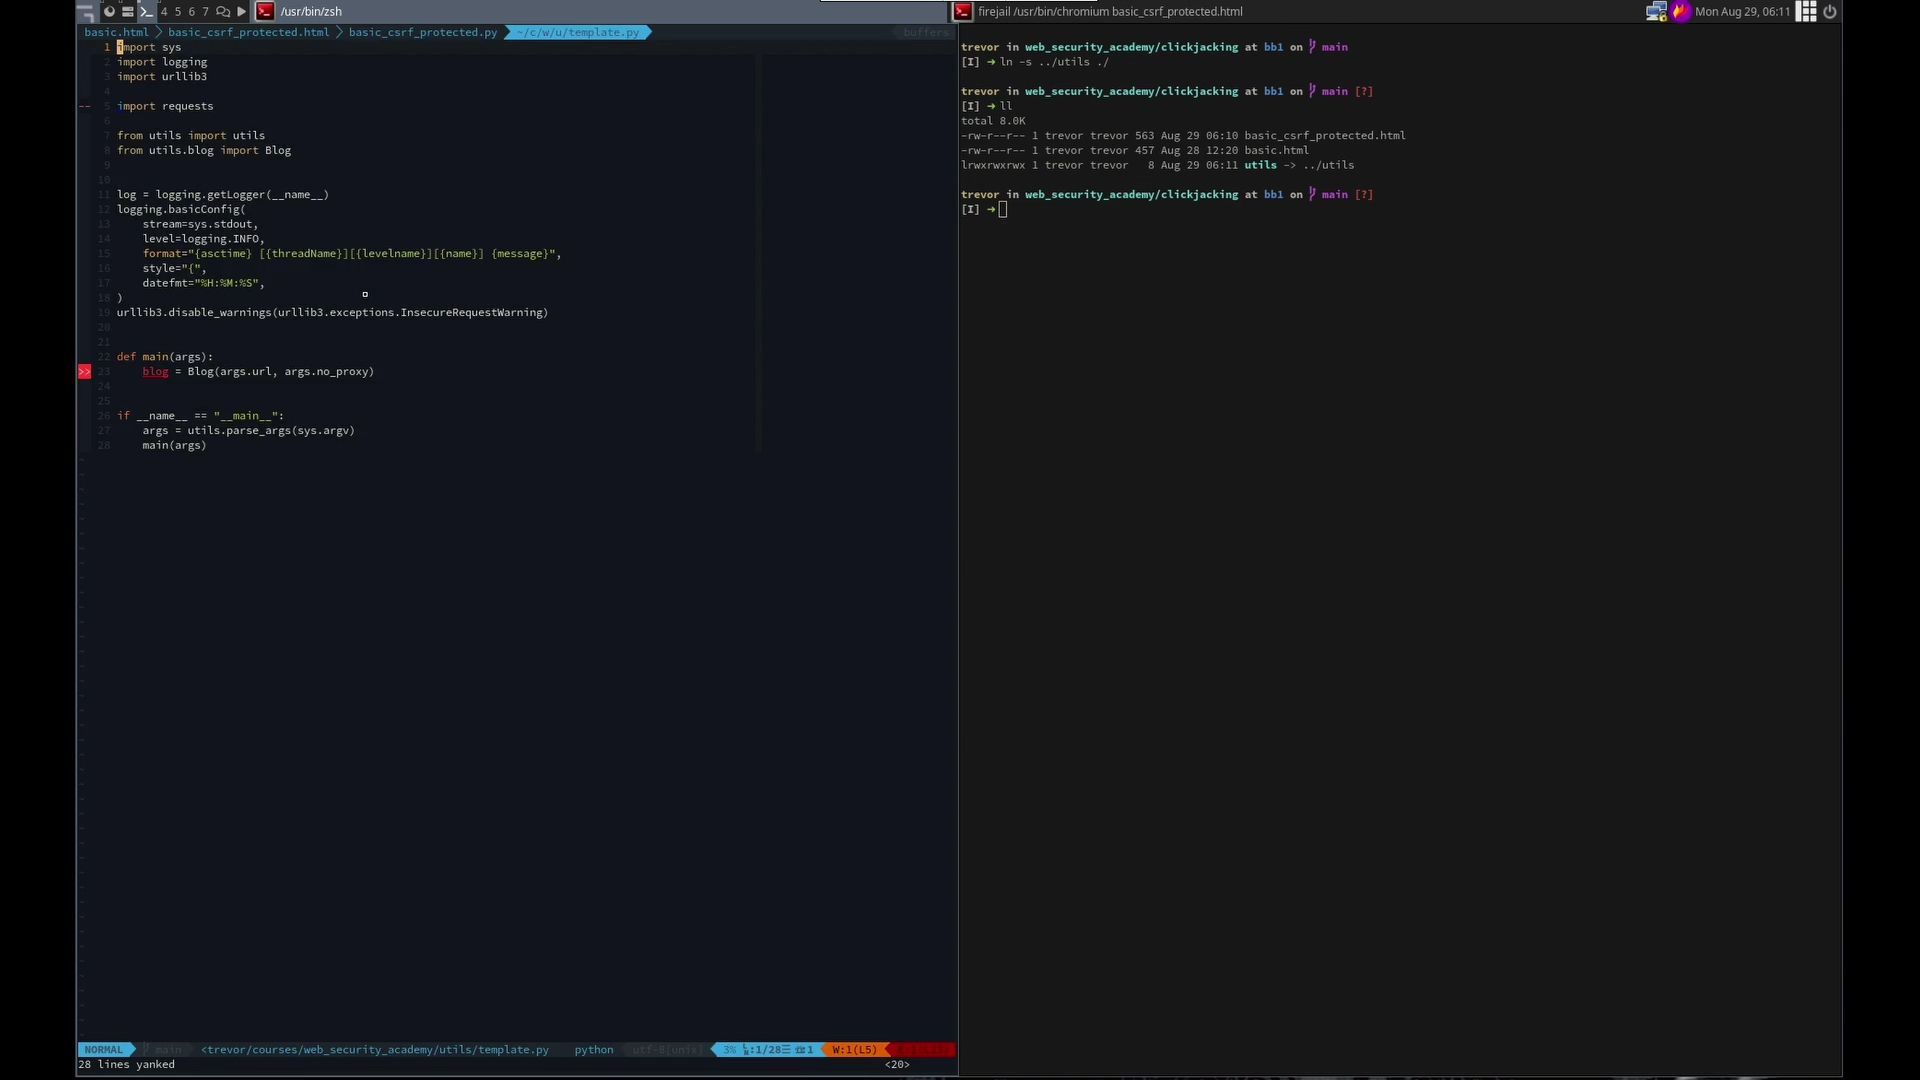 4 5 6 7 /usr/bin/zsh
firejail /usr/bin/chromium basic_csrf_protected.html
Mon Aug 29, 06:11
basic.html basic_csrf_protected.html basic_csrf_protected.py ~/c/w/u/template.py buffers
1 import sys
2 import logging
3 import urllib3
4
-- 5 import requests
6
7 from utils import utils
8 from utils.blog import Blog
9
10
11 log = logging.getLogger(__name__)
12 logging.basicConfig(
13 stream=sys.stdout,
14 level=logging.INFO,
15 format="{asctime} [{threadName}][{levelname}][{name}] {message}",
16 style="{",
17 datefmt="%H:%M:%S",
18 )
19 urllib3.disable_warnings(urllib3.exceptions.InsecureRequestWarning)
20
21
22 def main(args):
>> 23 blog = Blog(args.url, args.no_proxy)
24
25
26 if __name__ == "__main__":
27 args = utils.parse_args(sys.argv)
28 main(args)
NORMAL main <trevor/courses/web_security_academy/utils/template.py python utf-8[unix] 3% :1/28 :1 W:1(L5)
28 lines yanked <20>
trevor in web_security_academy/clickjacking at bb1 on main
[I] ➜ ln -s ../utils ./
trevor in web_security_academy/clickjacking at bb1 on main [?]
[I] ➜ ll
total 8.0K
-rw-r--r-- 1 trevor trevor 563 Aug 29 06:10 basic_csrf_protected.html
-rw-r--r-- 1 trevor trevor 457 Aug 28 12:20 basic.html
lrwxrwxrwx 1 trevor trevor 8 Aug 29 06:11 utils -> ../utils
trevor in web_security_academy/clickjacking at bb1 on main [?]
[I] ➜